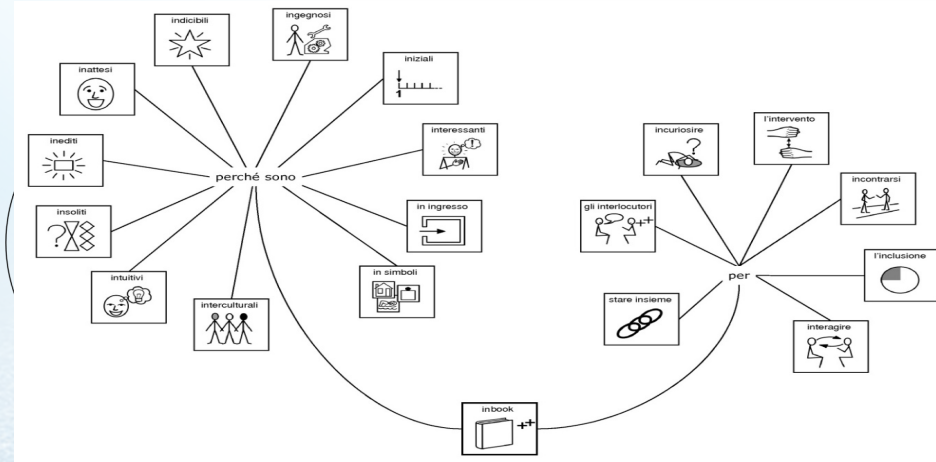 indicibili
ingegnosi
inattesi
iniziali
inediti
interessanti
perché sono
insoliti
in ingresso
intuitivi
interculturali
in simboli
1
?
!
incuriosire
?
l'intervento
gli interlocutori
++
incontrarsi
per
l'inclusione
stare insieme
interagire
inbook
++